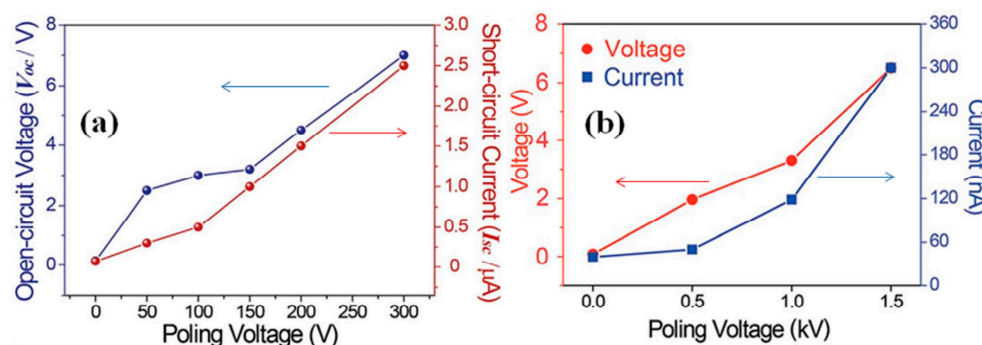 (a)
Open-circuit Voltage (Voc / V)
8
6
4
2
0
Short-circuit Current (Isc /μA)
3.0
2.5
2.0
1.5
1.0
0.5
0
0 50 100 150 200 250 300
Poling Voltage (V)
(b)
Voltage
Current
Voltage (V)
8
6
4
2
0
Current (nA)
360
300
240
180
120
60
0
0.0 0.5 1.0 1.5
Poling Voltage (kV)